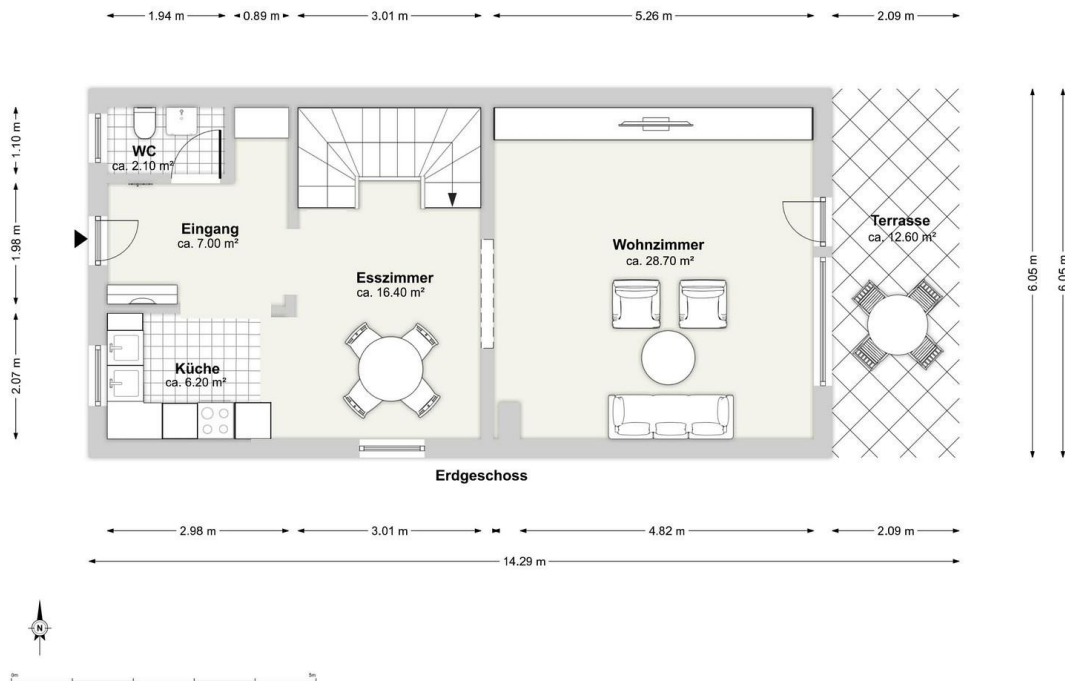 1.94 m
0.89 m
3.01 m
5.26 m
2.09 m
1.10 m
1.98 m
2.07 m
WC
ca. 2.10 m²
Eingang
ca. 7.00 m²
Esszimmer
ca. 16.40 m²
Küche
ca. 6.20 m²
Wohnzimmer
ca. 28.70 m²
Terrasse
ca. 12.60 m²
6.05 m
6.05 m
Erdgeschoss
2.98 m
3.01 m
4.82 m
2.09 m
14.29 m
N
0m
5m